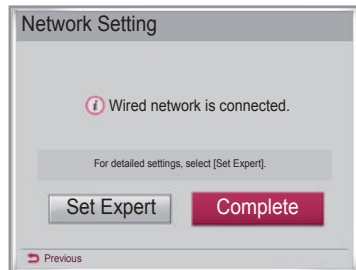 Network Setting
Wired network is connected.
For detailed settings, select [Set Expert].
Set Expert
Complete
Previous